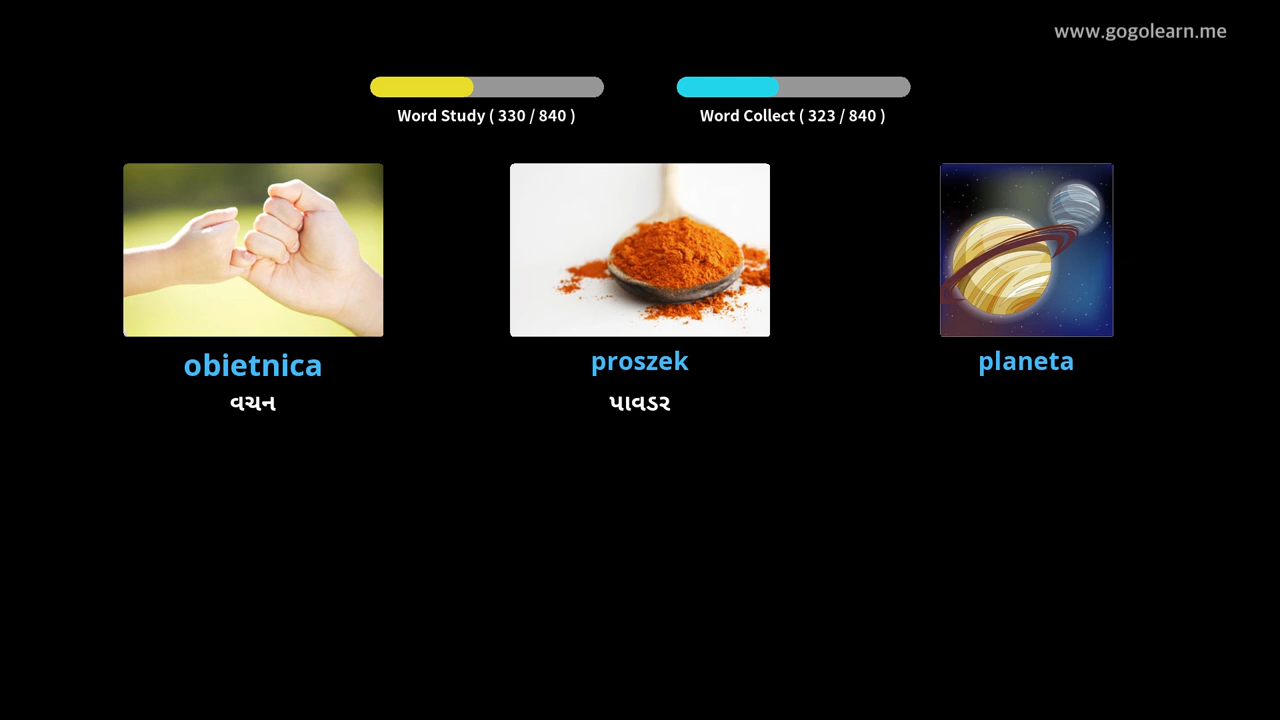 www.gogolearn.me
Word Study ( 330 / 840 )
Word Collect ( 323 / 840 )
obietnica
વચન
proszek
પાવડર
planeta